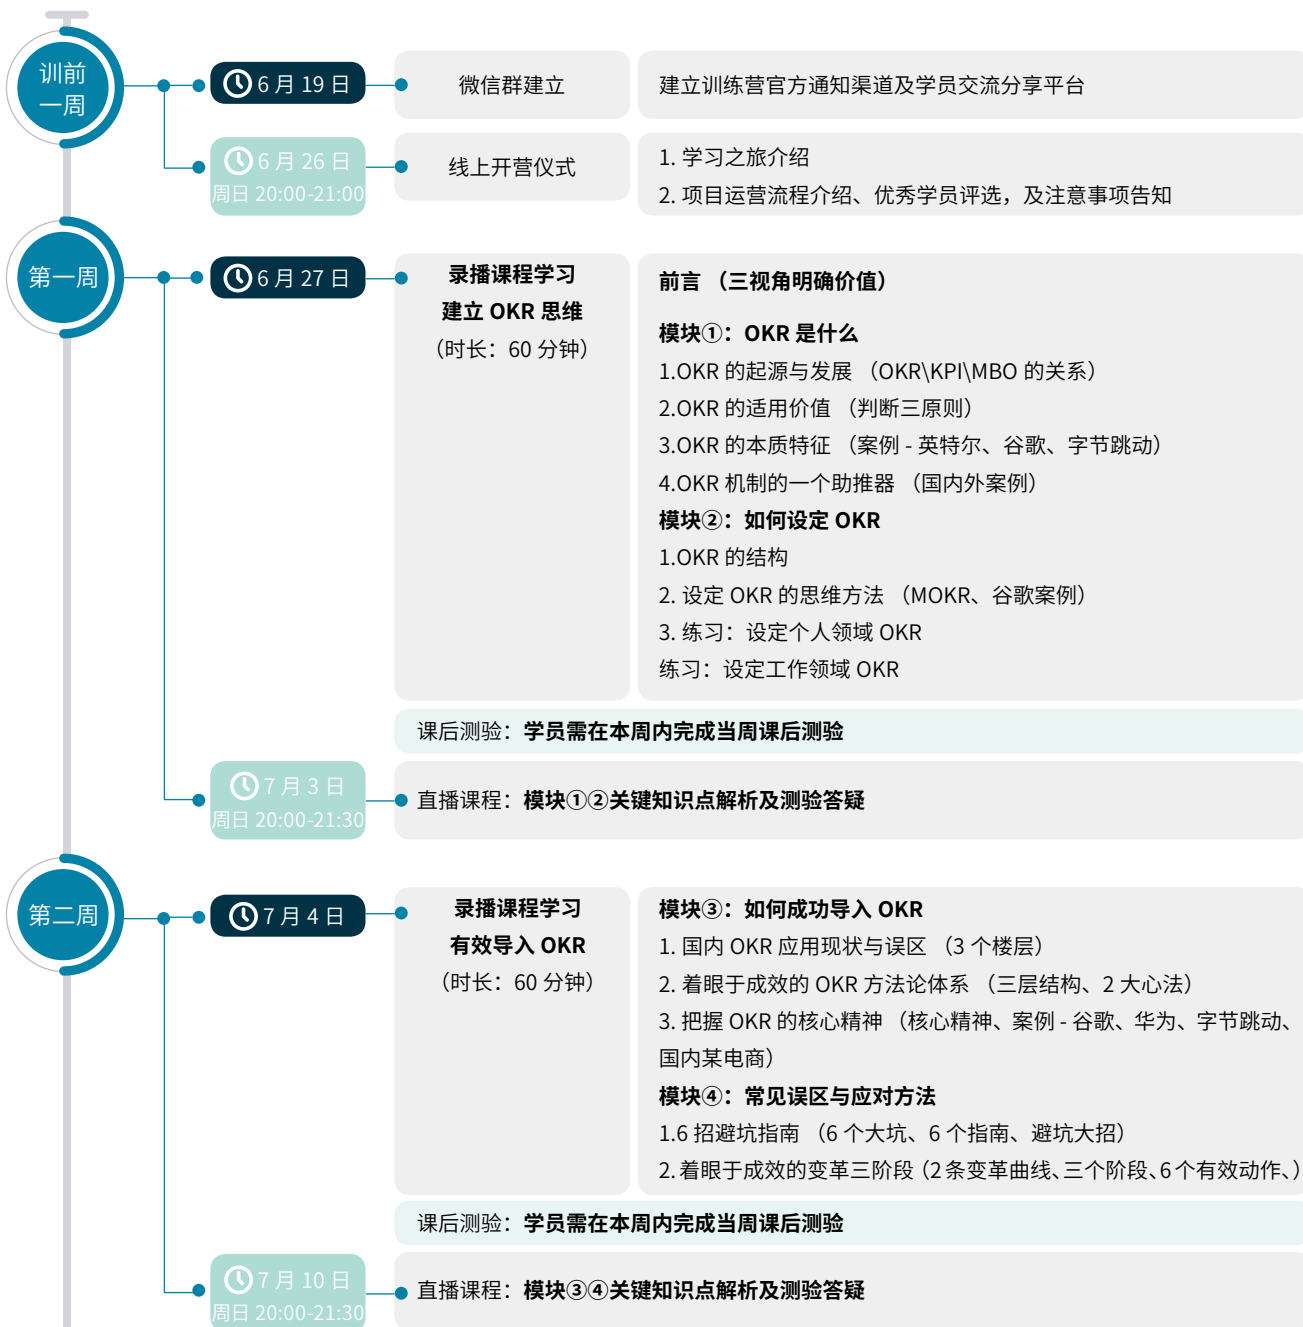 训前
一周
6 月 19 日
微信群建立
建立训练营官方通知渠道及学员交流分享平台
6 月 26 日
周日 20:00-21:00
线上开营仪式
1. 学习之旅介绍
2. 项目运营流程介绍、优秀学员评选，及注意事项告知
第一周
6 月 27 日
录播课程学习
建立 OKR 思维
（时长：60 分钟）
前言 （三视角明确价值）
模块①：OKR 是什么
1.OKR 的起源与发展 （OKR\KPI\MBO 的关系）
2.OKR 的适用价值 （判断三原则）
3.OKR 的本质特征 （案例 - 英特尔、谷歌、字节跳动）
4.OKR 机制的一个助推器 （国内外案例）
模块②：如何设定 OKR
1.OKR 的结构
2. 设定 OKR 的思维方法 （MOKR、谷歌案例）
3. 练习：设定个人领域 OKR
练习：设定工作领域 OKR
课后测验：学员需在本周内完成当周课后测验
7 月 3 日
周日 20:00-21:30
直播课程：模块①②关键知识点解析及测验答疑
第二周
7 月 4 日
录播课程学习
有效导入 OKR
（时长：60 分钟）
模块③：如何成功导入 OKR
1. 国内 OKR 应用现状与误区 （3 个楼层）
2. 着眼于成效的 OKR 方法论体系 （三层结构、2 大心法）
3. 把握 OKR 的核心精神 （核心精神、案例 - 谷歌、华为、字节跳动、
国内某电商）
模块④：常见误区与应对方法
1.6 招避坑指南 （6 个大坑、6 个指南、避坑大招）
2. 着眼于成效的变革三阶段（2 条变革曲线、三个阶段、6 个有效动作、）
课后测验：学员需在本周内完成当周课后测验
7 月 10 日
周日 20:00-21:30
直播课程：模块③④关键知识点解析及测验答疑